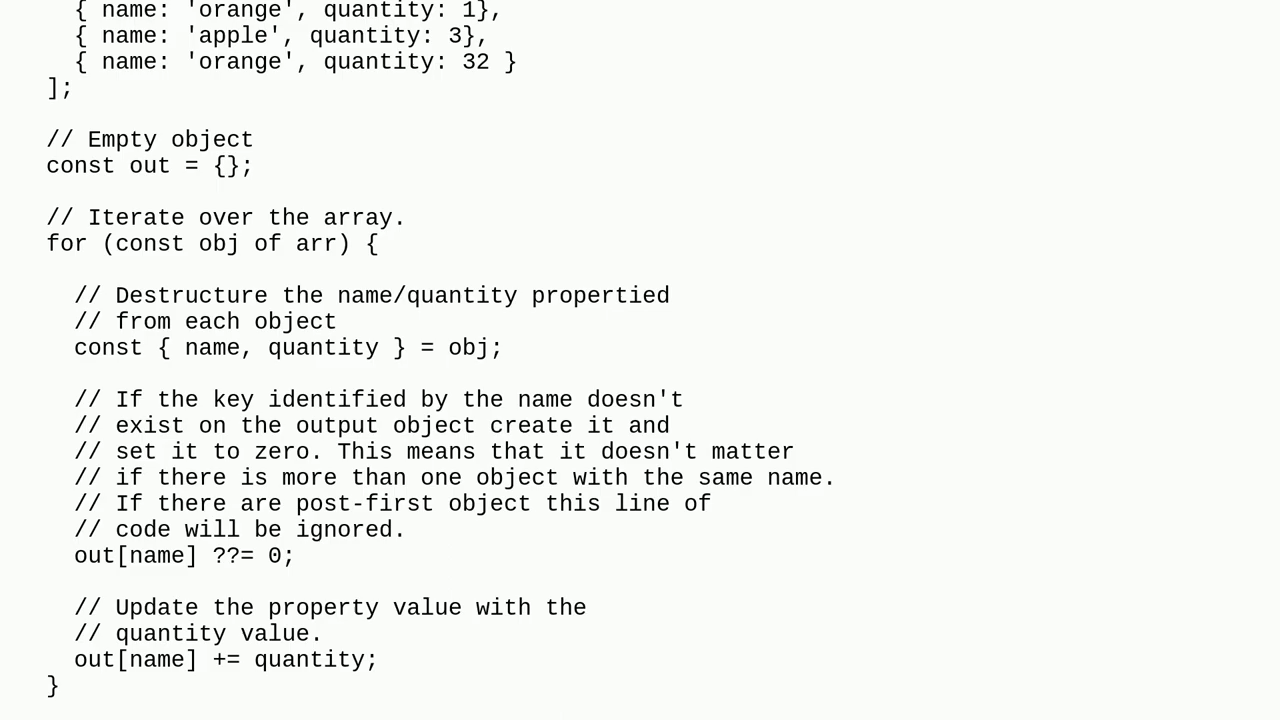 { name: 'orange', quantity: 1},
{ name: 'apple', quantity: 3},
{ name: 'orange', quantity: 32 }
];
// Empty object
const out = {};
// Iterate over the array.
for (const obj of arr) {
// Destructure the name/quantity propertied
// from each object
const { name, quantity } = obj;
// If the key identified by the name doesn't
// exist on the output object create it and
// set it to zero. This means that it doesn't matter
// if there is more than one object with the same name.
// If there are post-first object this line of
// code will be ignored.
out[name] ??= 0;
// Update the property value with the
// quantity value.
out[name] += quantity;
}